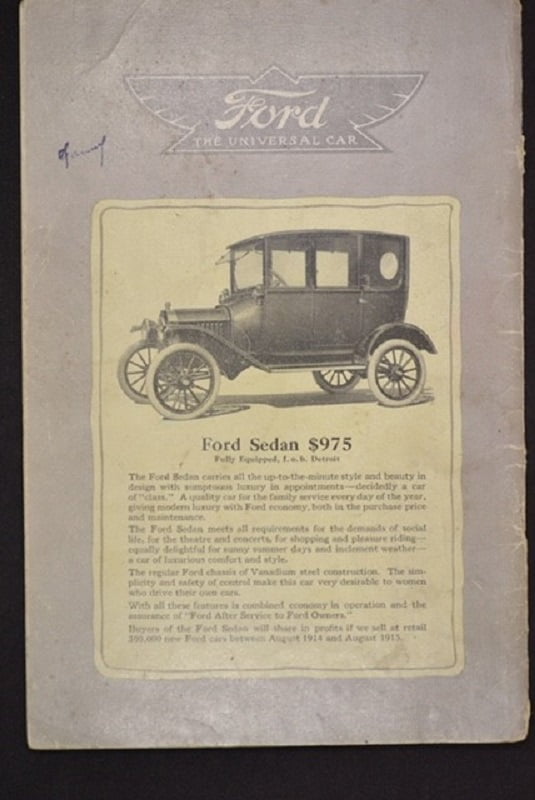 Ford
THE UNIVERSAL CAR
Ford Sedan $975
Fully Equipped, f. o. b. Detroit
The Ford Sedan carries all the up-to-the-minute style and beauty in
design with sumptuous luxury in appointments—decidedly a car
of "class." A quality car for the family service every day of the year,
giving modern luxury with Ford economy, both in the purchase price
and maintenance.
The Ford Sedan meets all requirements for the demands of social
life, for the theatre and concerts, for shopping and pleasure riding—
equally delightful for sunny summer days and inclement weather—
a car of luxurious comfort and style.
The regular Ford chassis of Vanadium steel construction. The sim-
plicity and safety of control make this car very desirable to women
who drive their own cars.
With all these features is combined economy in operation and the
assurance of "Ford After Service to Ford Owners."
Buyers of the Ford Sedan will share in profits if we sell at retail
300,000 new Ford cars between August 1914 and August 1915.